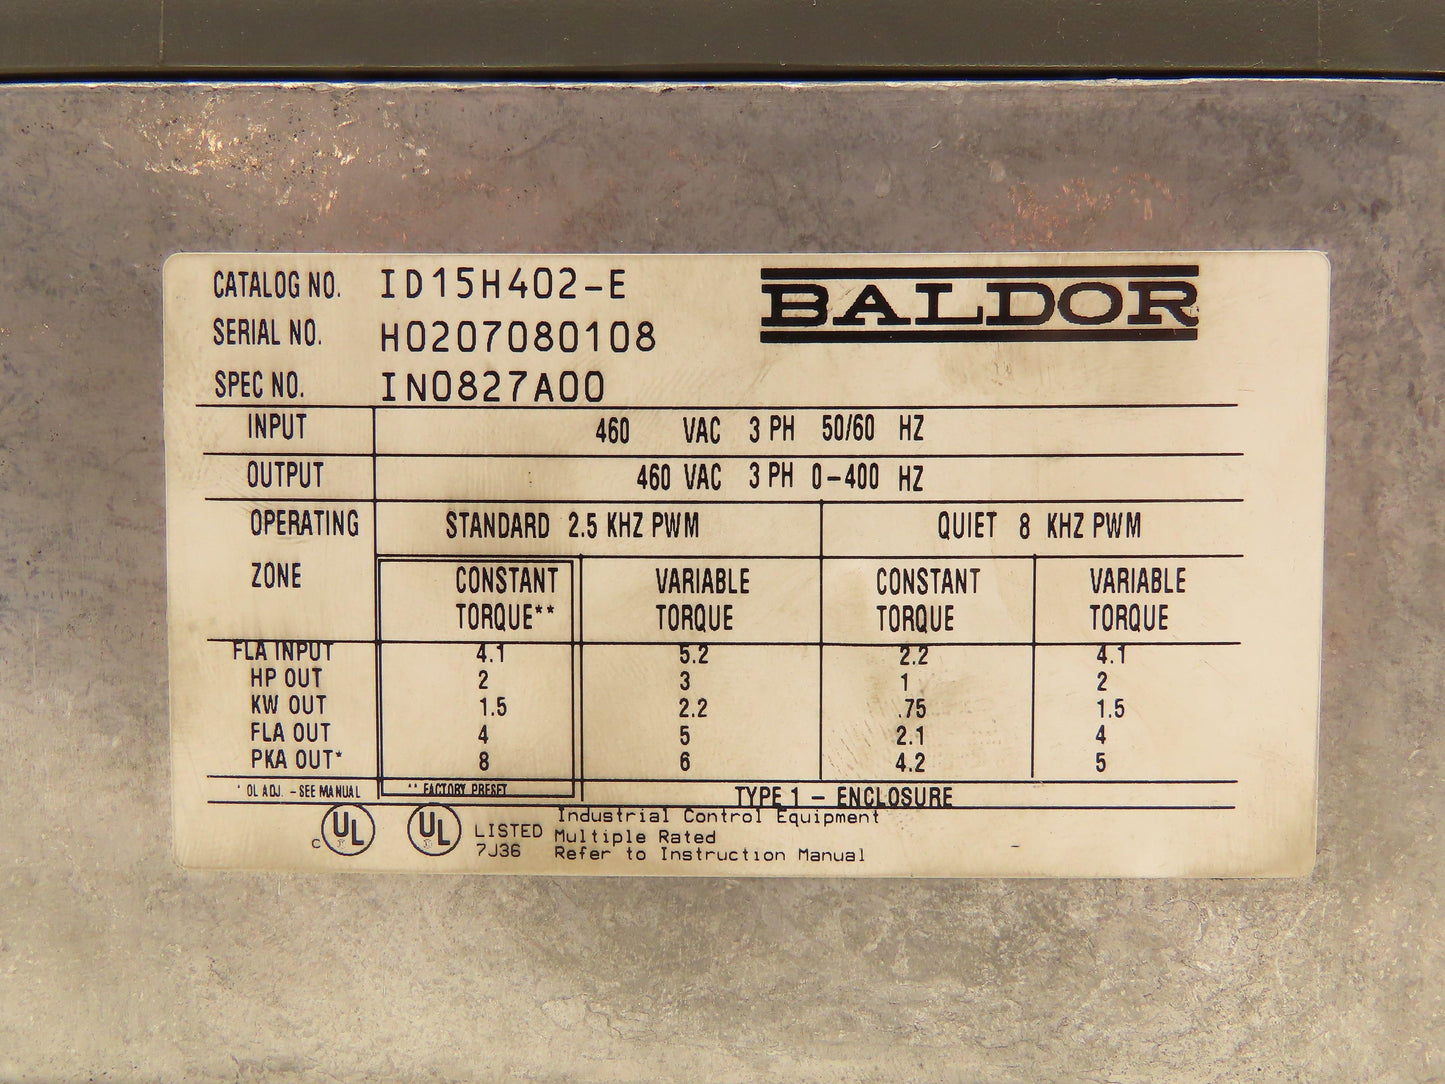 CATALOG NO. ID15H402-E
BALDOR
SERIAL NO. H0207080108
SPEC NO. IN0827A00
INPUT 460 VAC 3 PH 50/60 HZ
OUTPUT 460 VAC 3 PH 0-400 HZ
OPERATING STANDARD 2.5 KHZ PWM QUIET 8 KHZ PWM
ZONE CONSTANT VARIABLE CONSTANT VARIABLE
TORQUE** TORQUE TORQUE TORQUE
FLA INPUT 4.1 5.2 2.2 4.1
HP OUT 2 3 1 2
KW OUT 1.5 2.2 .75 1.5
FLA OUT 4 5 2.1 4
PKA OUT* 8 6 4.2 5
* OL ADJ. - SEE MANUAL ** FACTORY PRESET TYPE 1 - ENCLOSURE
Industrial Control Equipment
C UL UL LISTED Multiple Rated
7J36 Refer to Instruction Manual